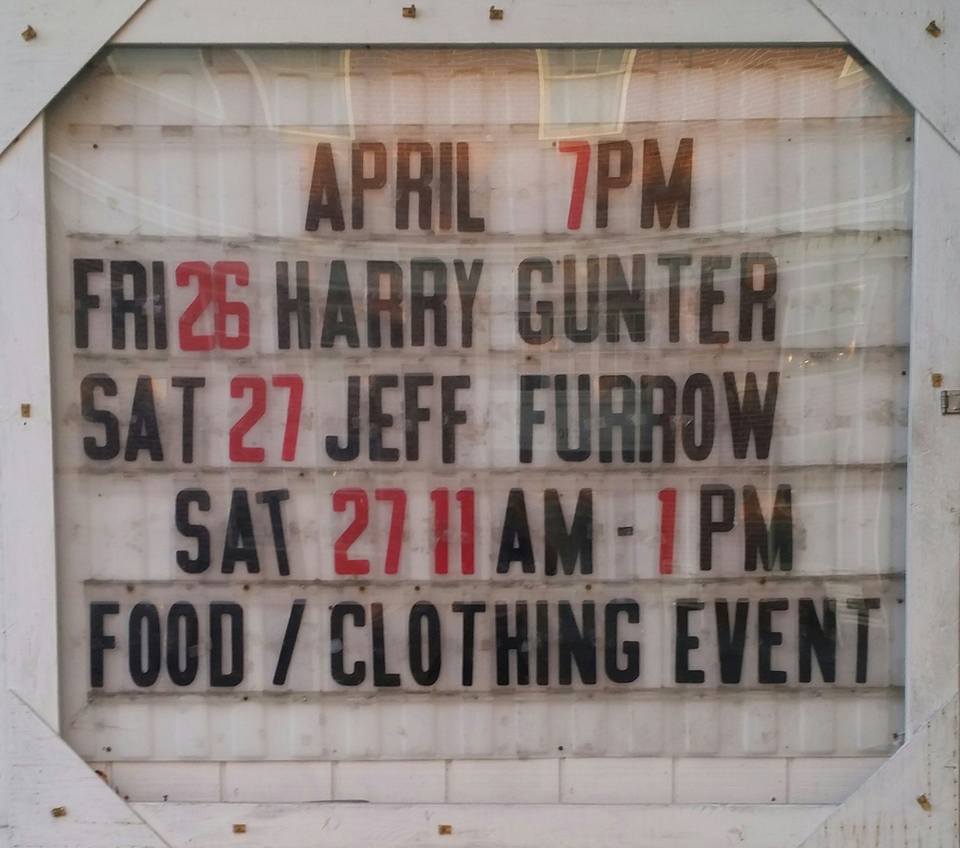 APRIL 7PM
FRI 26 HARRY GUNTER
SAT 27 JEFF FURROW
SAT 27 11 AM - 1 PM
FOOD / CLOTHING EVENT